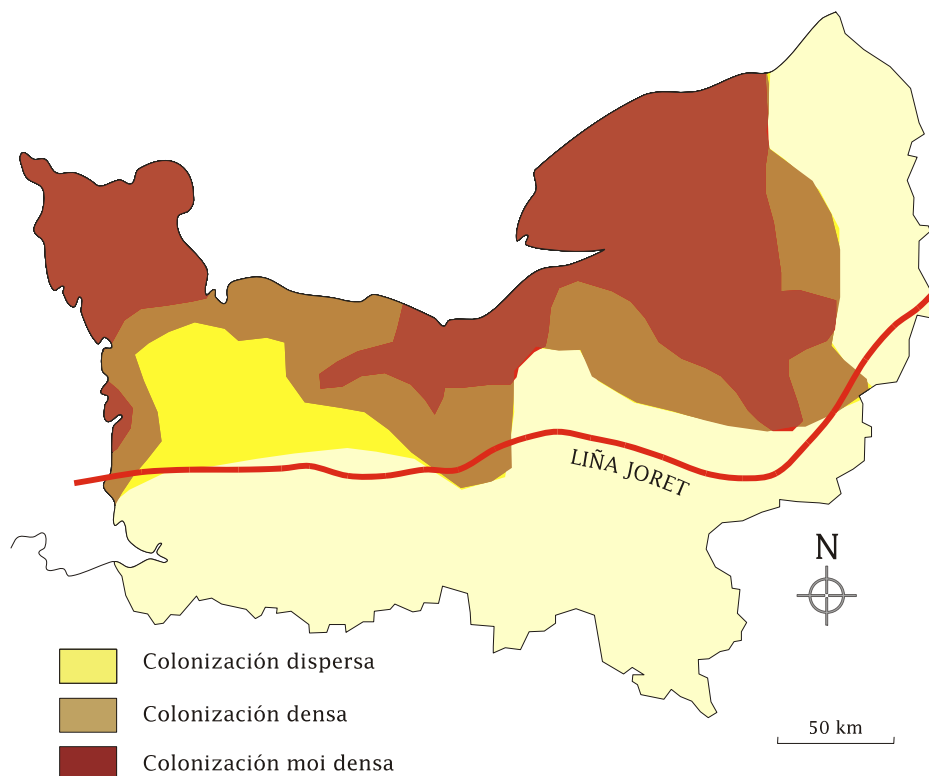 LIÑA JORET
N
Colonización dispersa
Colonización densa
Colonización moi densa
50 km